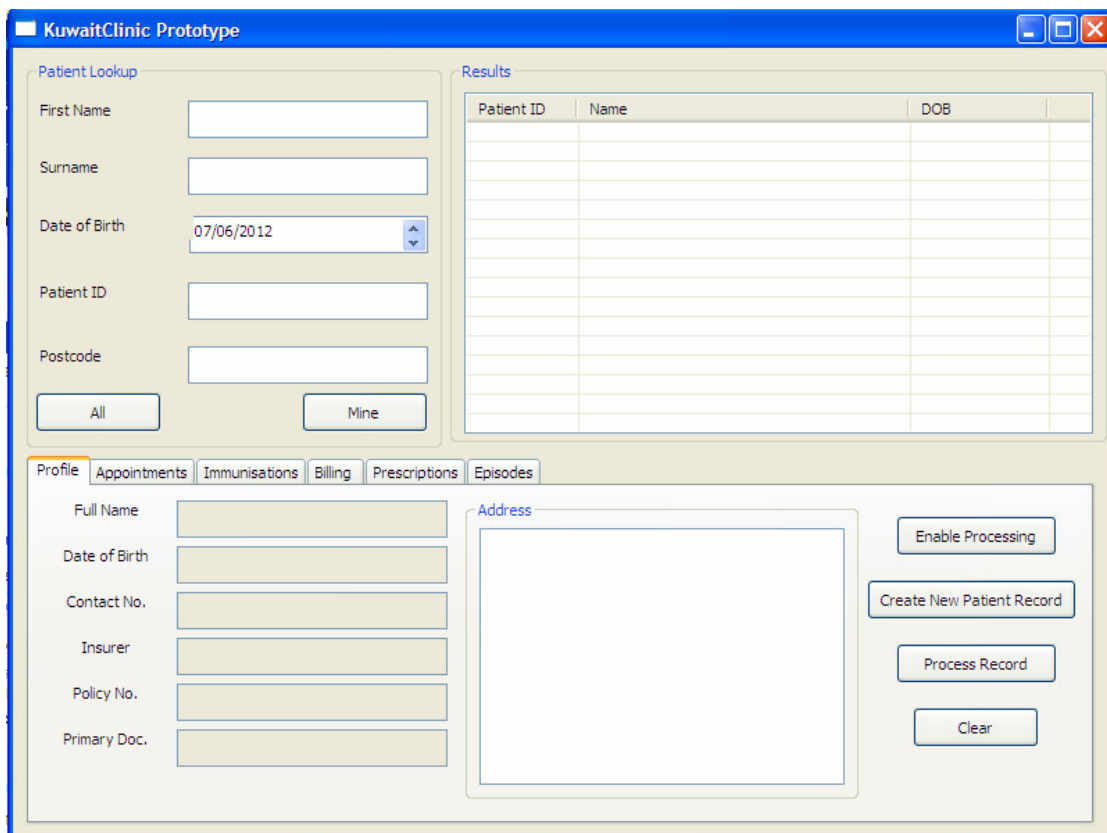 KuwaitClinic Prototype
Patient Lookup
First Name
Surname
Date of Birth
07/06/2012
Patient ID
Postcode
All
Mine
Results
Patient ID Name DOB
Profile Appointments Immunisations Billing Prescriptions Episodes
Full Name
Date of Birth
Contact No.
Insurer
Policy No.
Primary Doc.
Address
Enable Processing
Create New Patient Record
Process Record
Clear